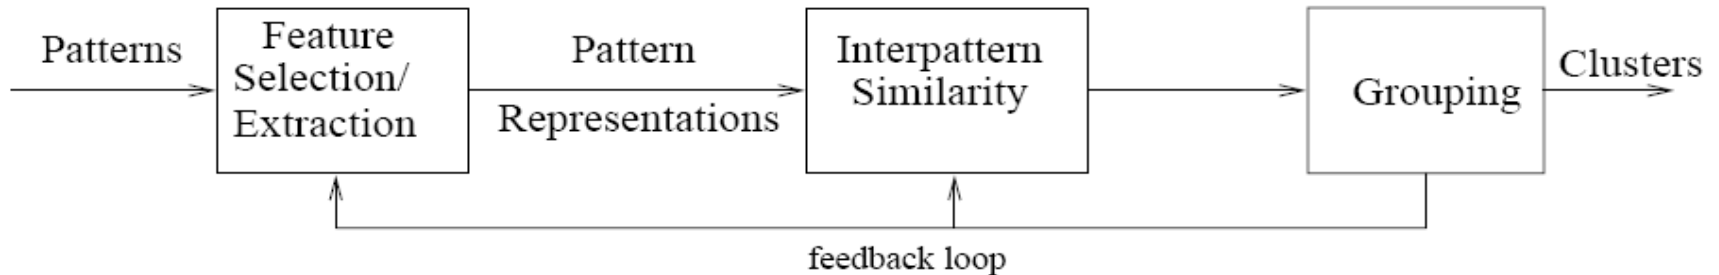 Patterns
Feature
Selection/
Extraction
Pattern
Representations
Interpattern
Similarity
Grouping
Clusters
feedback loop